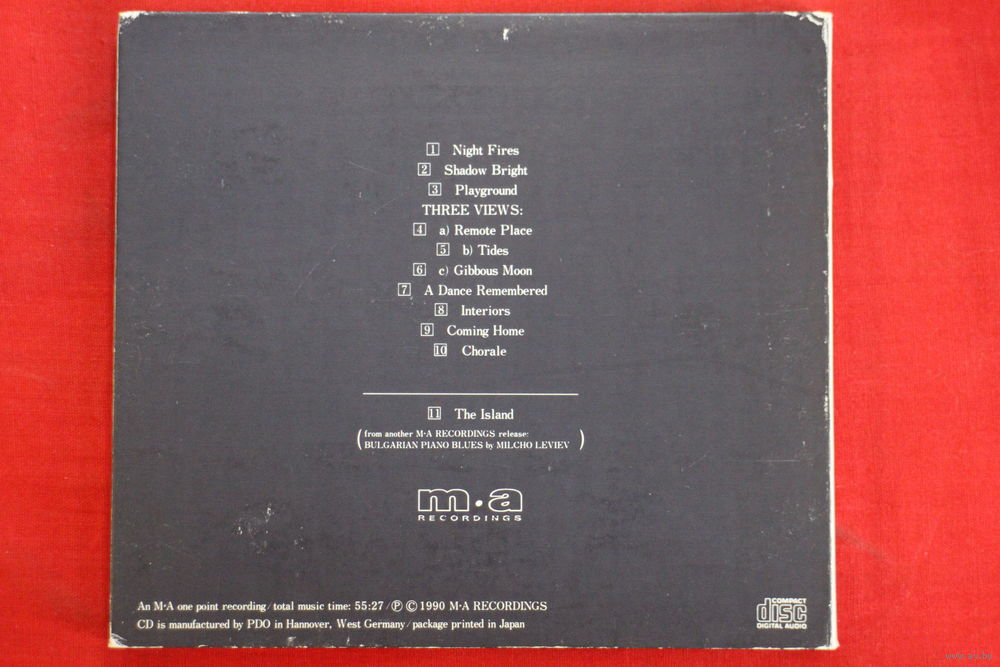 1 Night Fires
2 Shadow Bright
3 Playground
THREE VIEWS:
4 a) Remote Place
5 b) Tides
6 c) Gibbous Moon
7 A Dance Remembered
8 Interiors
9 Coming Home
10 Chorale
11 The Island
(from another M·A RECORDINGS release:
BULGARIAN PIANO BLUES by MILCHO LEVIEV)
m·a
RECORDINGS
An M·A one point recording / total music time: 55:27 / Ⓟ © 1990 M·A RECORDINGS
CD is manufactured by PDO in Hannover, West Germany / package printed in Japan
COMPACT
disc
DIGITAL AUDIO